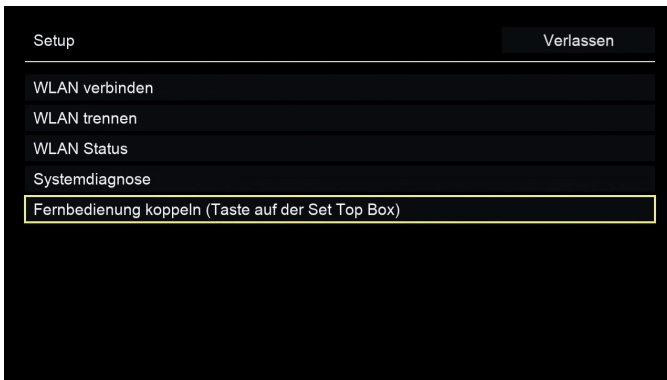 Setup
Verlassen
WLAN verbinden
WLAN trennen
WLAN Status
Systemdiagnose
Fernbedienung koppeln (Taste auf der Set Top Box)